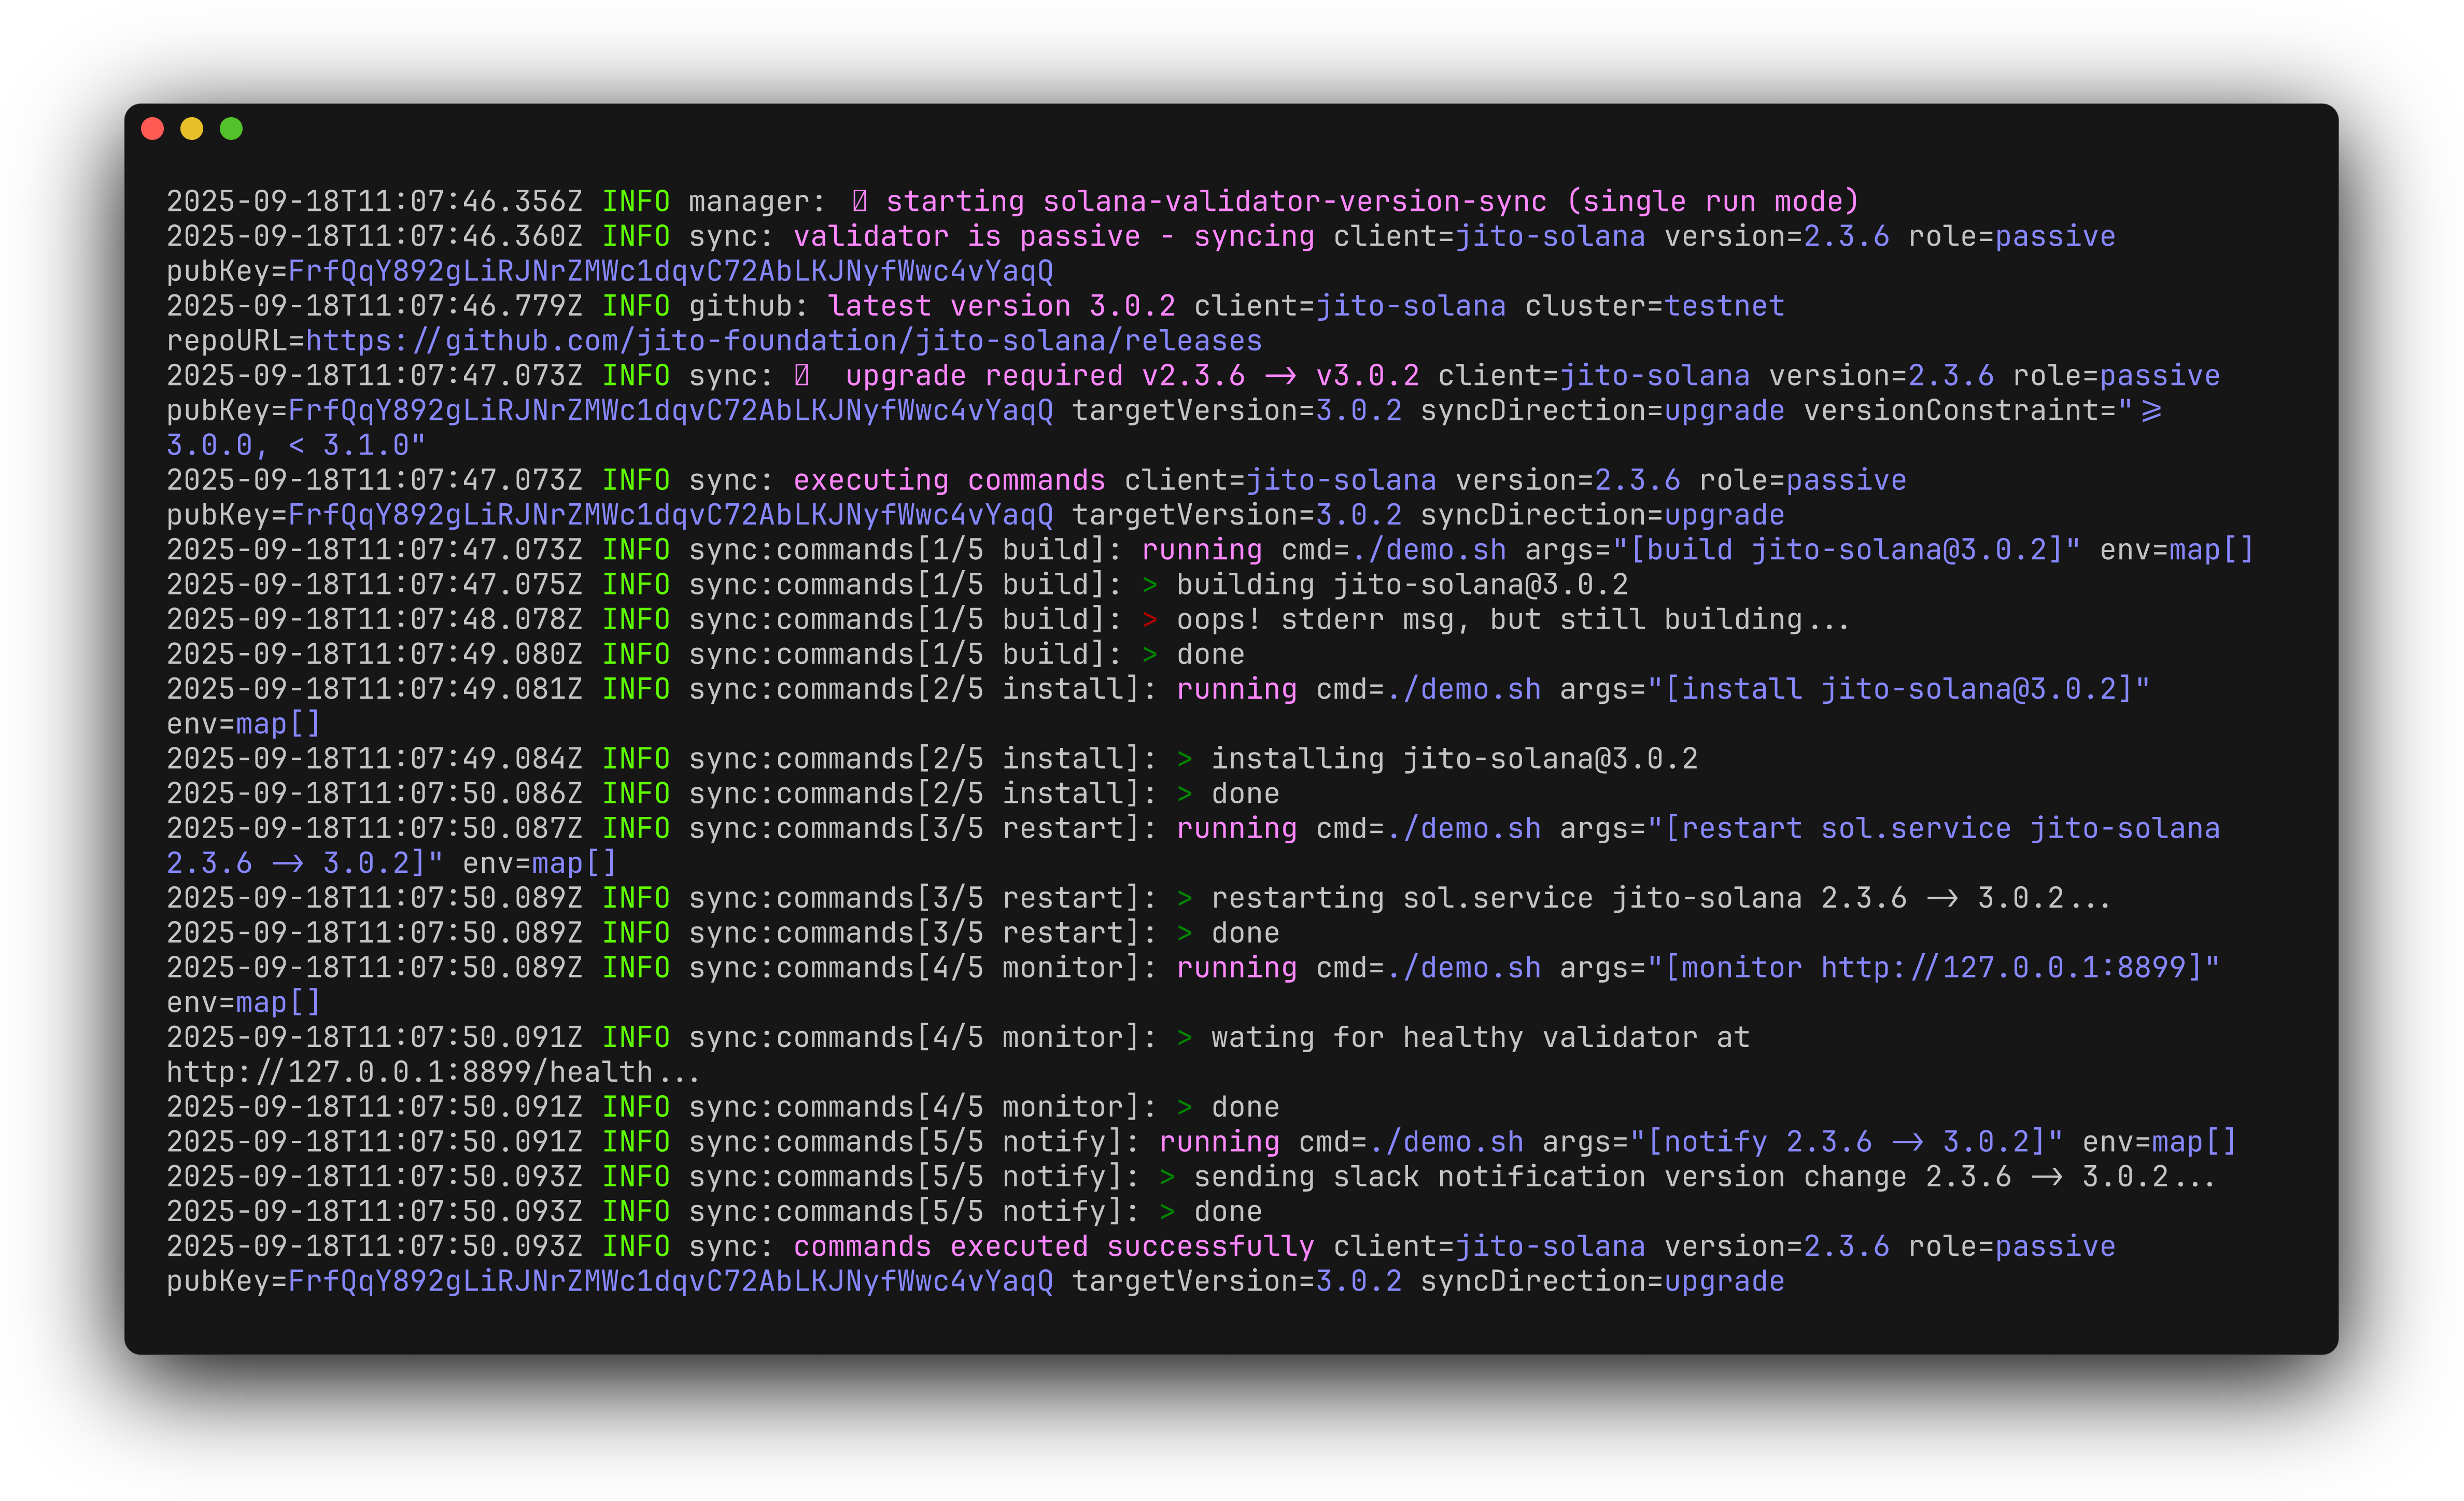 2025-09-18T11:07:46.356Z INFO manager: starting solana-validator-version-sync (single run mode)
2025-09-18T11:07:46.360Z INFO sync: validator is passive - syncing client=jito-solana version=2.3.6 role=passive
pubKey=FrfQqY892gLiRJNrZMWc1dqvC72AbLKJNyfWwc4vYaqQ
2025-09-18T11:07:46.779Z INFO github: latest version 3.0.2 client=jito-solana cluster=testnet
repoURL=https://github.com/jito-foundation/jito-solana/releases
2025-09-18T11:07:47.073Z INFO sync: upgrade required v2.3.6 -> v3.0.2 client=jito-solana version=2.3.6 role=passive
pubKey=FrfQqY892gLiRJNrZMWc1dqvC72AbLKJNyfWwc4vYaqQ targetVersion=3.0.2 syncDirection=upgrade versionConstraint=">=
3.0.0, < 3.1.0"
2025-09-18T11:07:47.073Z INFO sync: executing commands client=jito-solana version=2.3.6 role=passive
pubKey=FrfQqY892gLiRJNrZMWc1dqvC72AbLKJNyfWwc4vYaqQ targetVersion=3.0.2 syncDirection=upgrade
2025-09-18T11:07:47.073Z INFO sync:commands[1/5 build]: running cmd=./demo.sh args="[build jito-solana@3.0.2]" env=map[]
2025-09-18T11:07:47.075Z INFO sync:commands[1/5 build]: > building jito-solana@3.0.2
2025-09-18T11:07:48.078Z INFO sync:commands[1/5 build]: > oops! stderr msg, but still building...
2025-09-18T11:07:49.080Z INFO sync:commands[1/5 build]: > done
2025-09-18T11:07:49.081Z INFO sync:commands[2/5 install]: running cmd=./demo.sh args="[install jito-solana@3.0.2]"
env=map[]
2025-09-18T11:07:49.084Z INFO sync:commands[2/5 install]: > installing jito-solana@3.0.2
2025-09-18T11:07:50.086Z INFO sync:commands[2/5 install]: > done
2025-09-18T11:07:50.087Z INFO sync:commands[3/5 restart]: running cmd=./demo.sh args="[restart sol.service jito-solana
2.3.6 -> 3.0.2]" env=map[]
2025-09-18T11:07:50.089Z INFO sync:commands[3/5 restart]: > restarting sol.service jito-solana 2.3.6 -> 3.0.2...
2025-09-18T11:07:50.089Z INFO sync:commands[3/5 restart]: > done
2025-09-18T11:07:50.089Z INFO sync:commands[4/5 monitor]: running cmd=./demo.sh args="[monitor http://127.0.0.1:8899]"
env=map[]
2025-09-18T11:07:50.091Z INFO sync:commands[4/5 monitor]: > wating for healthy validator at
http://127.0.0.1:8899/health...
2025-09-18T11:07:50.091Z INFO sync:commands[4/5 monitor]: > done
2025-09-18T11:07:50.091Z INFO sync:commands[5/5 notify]: running cmd=./demo.sh args="[notify 2.3.6 -> 3.0.2]" env=map[]
2025-09-18T11:07:50.093Z INFO sync:commands[5/5 notify]: > sending slack notification version change 2.3.6 -> 3.0.2...
2025-09-18T11:07:50.093Z INFO sync:commands[5/5 notify]: > done
2025-09-18T11:07:50.093Z INFO sync: commands executed successfully client=jito-solana version=2.3.6 role=passive
pubKey=FrfQqY892gLiRJNrZMWc1dqvC72AbLKJNyfWwc4vYaqQ targetVersion=3.0.2 syncDirection=upgrade